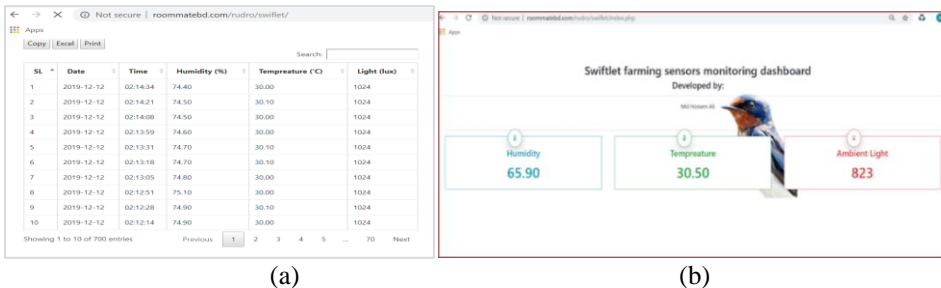 Not secure | roommatebd.com/rudro/swiflet/
Apps
Copy Excel Print
Search:
SL Date Time Humidity (%) Tempreature (°C) Light (lux)
1 2019-12-12 02:14:34 74.40 30.00 1024
2 2019-12-12 02:14:21 74.50 30.10 1024
3 2019-12-12 02:14:08 74.50 30.00 1024
4 2019-12-12 02:13:59 74.60 30.00 1024
5 2019-12-12 02:13:31 74.70 30.10 1024
6 2019-12-12 02:13:18 74.70 30.00 1024
7 2019-12-12 02:13:05 74.80 30.00 1024
8 2019-12-12 02:12:51 75.10 30.00 1024
9 2019-12-12 02:12:28 74.90 30.10 1024
10 2019-12-12 02:12:14 74.90 30.00 1024
Showing 1 to 10 of 700 entries Previous 1 2 3 4 5 ... 70 Next
(a)
Not secure | roommatebd.com/rudro/swiflet/index.php
Apps
Swiftlet farming sensors monitoring dashboard
Developed by:
Md Hosen Ali
Humidity
65.90
Tempreature
30.50
Ambient Light
823
(b)